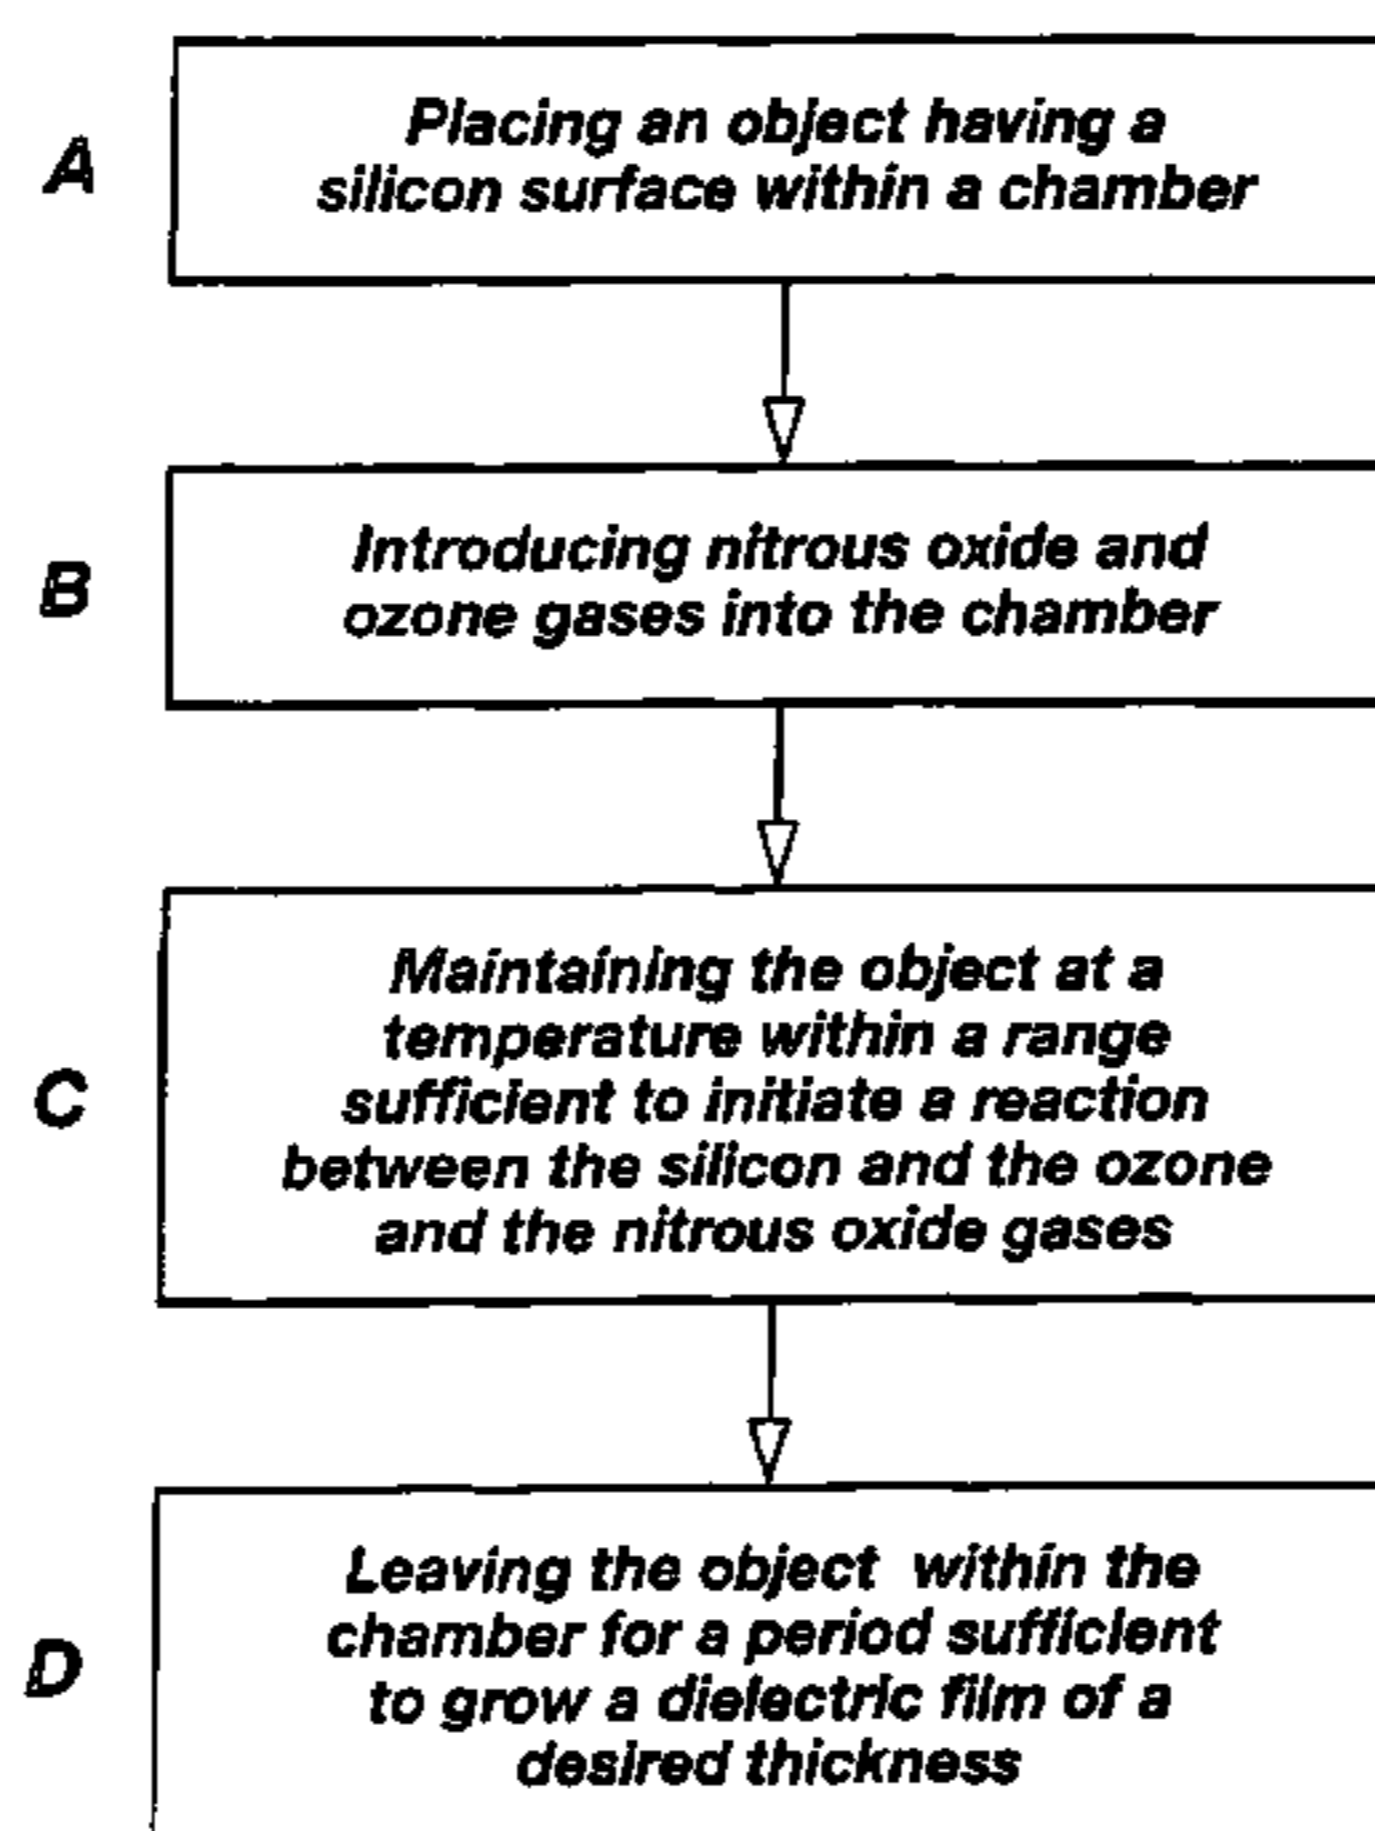 A
Placing an object having a
silicon surface within a chamber
B
Introducing nitrous oxide and
ozone gases into the chamber
C
Maintaining the object at a
temperature within a range
sufficient to initiate a reaction
between the silicon and the ozone
and the nitrous oxide gases
D
Leaving the object within the
chamber for a period sufficient
to grow a dielectric film of a
desired thickness